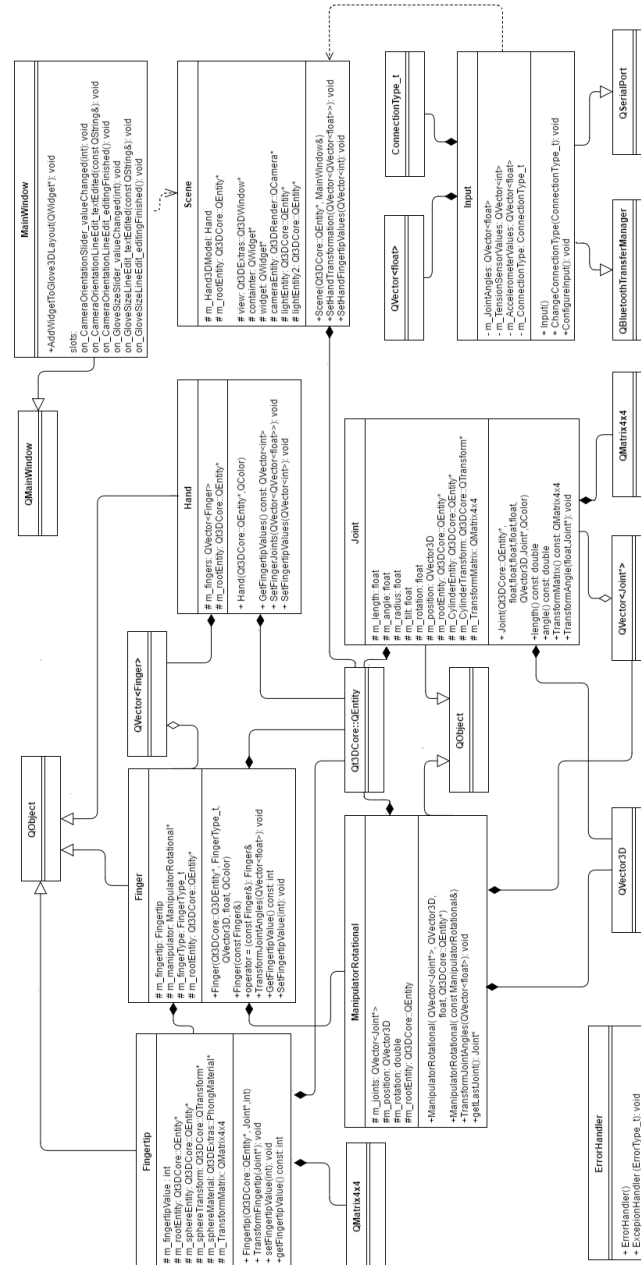 MainWindow
+AddWidgetToGlove3DLayout(QWidget*): void
slots:
on_CameraOrientationSlider_valueChanged(int): void
on_CameraOrientationLineEdit_textEdited(const QString&): void
on_CameraOrientationLineEdit_editingFinished(): void
on_GloveSizeSlider_valueChanged(int): void
on_GloveSizeLineEdit_textEdited(const QString&): void
on_GloveSizeLineEdit_editingFinished(): void
Scene
# m_Hand3DModel: Hand
# m_rootEntity: Qt3DCore::QEntity*
# view: Qt3DExtras::Qt3DWindow*
# containter: QWidget*
# widget: QWidget*
# cameraEntity: Qt3DRender::QCamera*
# lightEntity: Qt3DCore::QEntity*
# lightEntity2: Qt3DCore::QEntity*
+Scene(Qt3DCore::QEntity*, MainWindow&)
+SetHandTransformation(QVector<QVector<float>>): void
+SetHandFingertipValues(QVector<int): void
ConnectionType_t
QVector<float>
Input
- m_JointAngles: QVector<float>
- m_TensionSensorValues: QVector<int>
- m_AccelerometerValues: QVector<float>
- m_ConnectionType: ConnectionType_t
+ Input()
+ ChangeConnectionType(ConnectionType_t): void
+ConfigureInput(): void
QSerialPort
QBluetoothTransferManager
QMainWindow
Hand
# m_fingers: QVector<Finger>
# m_rootEntity: Qt3DCore::QEntity*
+ Hand(Qt3DCore::QEntity*,QColor)
+ GetFingertipValues() const: QVector<int>
+ SetFingerJoints(QVector<QVector<float>>): void
+ SetFingertipValues(QVector<int>): void
Joint
# m_length: float
# m_angle: float
# m_radius: float
# m_tilt: float
# m_rotation: float
# m_position: QVector3D
# m_rootEntity: Qt3DCore::QEntity*
# m_CylinderEntity: Qt3DCore::QEntity*
# m_CylinderTransform: Qt3DCore::QTransform*
# m_TransformMatrix: QMatrix4x4
+ Joint(Qt3DCore::QEntity*,
float,float,float,float,float,
QVector3D,Joint*,QColor)
+length() const: double
+angle() const: double
+TransformMatrix() const: QMatrix4x4
+TransformAngle(float,Joint*): void
QMatrix4x4
QVector<Joint*>
QVector<Finger>
Qt3DCore::QEntity
QObject
QObject
Finger
# m_fingertip: Fingertip
# m_manipulator: ManipulatorRotational*
# m_fingerType: FingerType_t
# m_rootEntity: Qt3DCore::QEntity*
+Finger(Qt3DCore::Q3DEntity*, FingerType_t,
QVector3D, float, QColor)
+Finger(const Finger&)
+operator = (const Finger&): Finger&
+TransformJointAngles(QVector<float>): void
+GetFingertipValue() const: int
+SetFingertipValue(int): void
ManipulatorRotational
# m_joints: QVector<Joint*>
#m_position: QVector3D
#m_rotation: double
#m_rootEntity: Qt3DCore::QEntity
+ManipulatorRotational( QVector<Joint*>, QVector3D,
float, Qt3DCore::QEntity*)
+ManipulatorRotational( const ManipulatorRotational&)
+TransformJointAngles(QVector<float>): void
+getLastJoint(): Joint*
QVector3D
Fingertip
# m_fingertipValue : int
# m_rootEntity: Qt3DCore::QEntity*
# m_sphereEntity: Qt3DCore::QEntity*
# m_sphereTransform: Qt3DCore::QTransform*
# m_sphereMaterial: Qt3DExtras::PhongMaterial*
# m_TransformMatrix: QMatrix4x4
+ Fingertip(Qt3DCore::QEntity*, Joint*,int)
+ TransformFingertip(Joint*): void
+ setFingertipValue(int): void
+getFingertipValue() const: int
QMatrix4x4
ErrorHandler
+ ErrorHandler()
+ ExcepionHandler (ErrorType_t): void